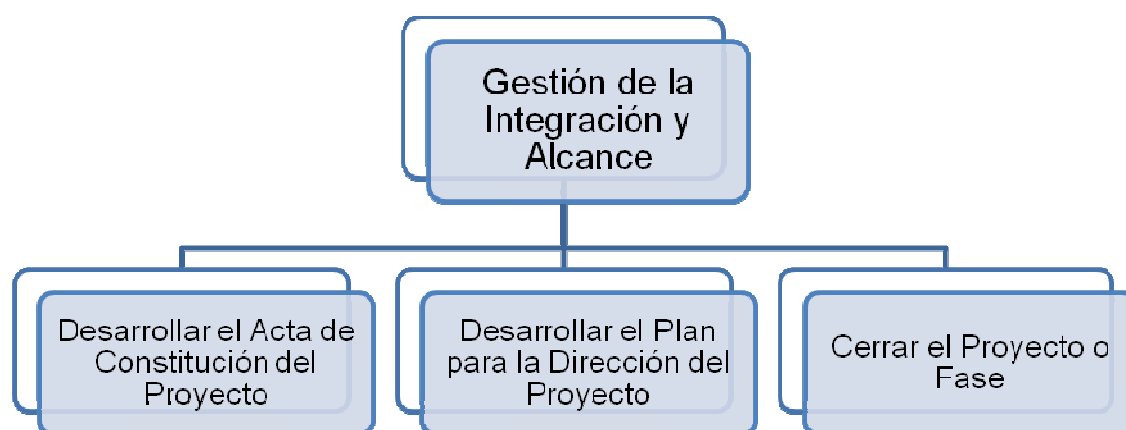 Gestión de la
Integración y
Alcance
Desarrollar el Acta de
Constitución del
Proyecto
Desarrollar el Plan
para la Dirección del
Proyecto
Cerrar el Proyecto o
Fase